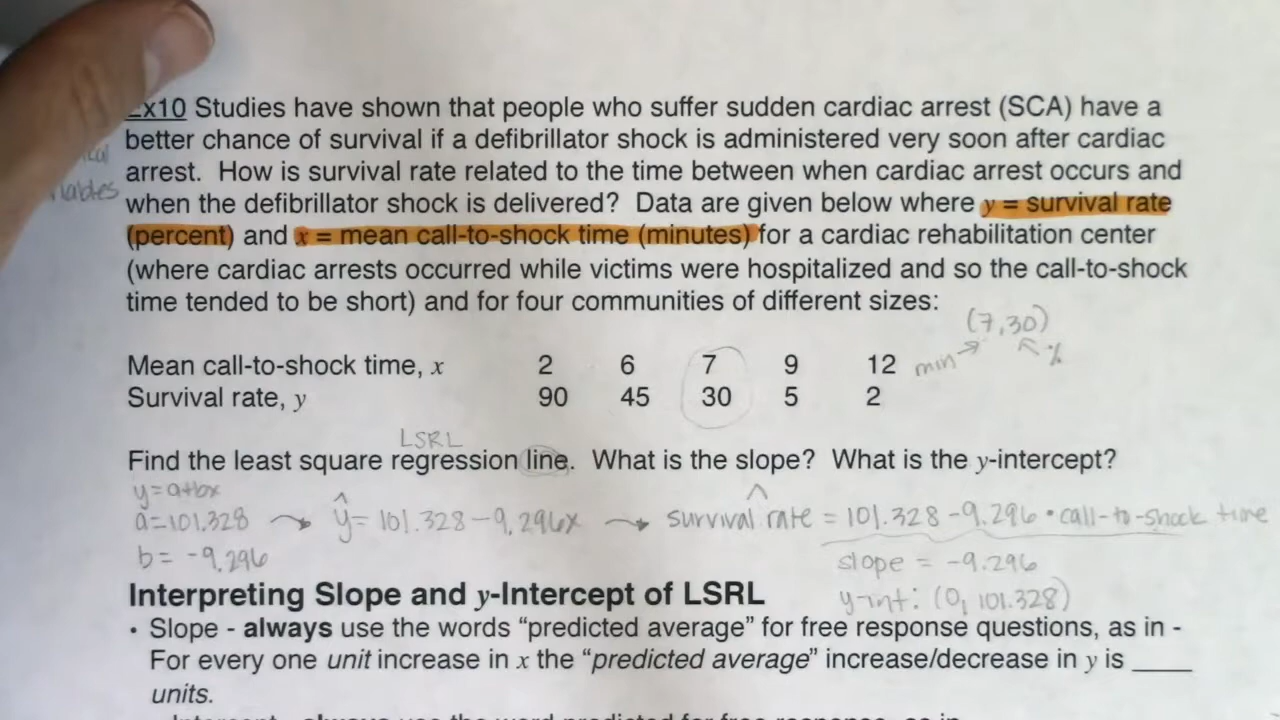 Ex10 Studies have shown that people who suffer sudden cardiac arrest (SCA) have a
better chance of survival if a defibrillator shock is administered very soon after cardiac
arrest. How is survival rate related to the time between when cardiac arrest occurs and
when the defibrillator shock is delivered? Data are given below where y = survival rate
(percent) and x = mean call-to-shock time (minutes) for a cardiac rehabilitation center
(where cardiac arrests occurred while victims were hospitalized and so the call-to-shock
time tended to be short) and for four communities of different sizes:
(7,30)
Mean call-to-shock time, x 2 6 7 9 12 min %
Survival rate, y 90 45 30 5 2
LSRL
Find the least square regression line. What is the slope? What is the y-intercept?
y=a+bx
a=101.328 → ŷ= 101.328-9.296x → survival rate = 101.328-9.296•call-to-shock time
b= -9.296 slope = -9.296
Interpreting Slope and y-Intercept of LSRL y-int: (0, 101.328)
• Slope - always use the words “predicted average” for free response questions, as in -
For every one unit increase in x the “predicted average” increase/decrease in y is ____
units.